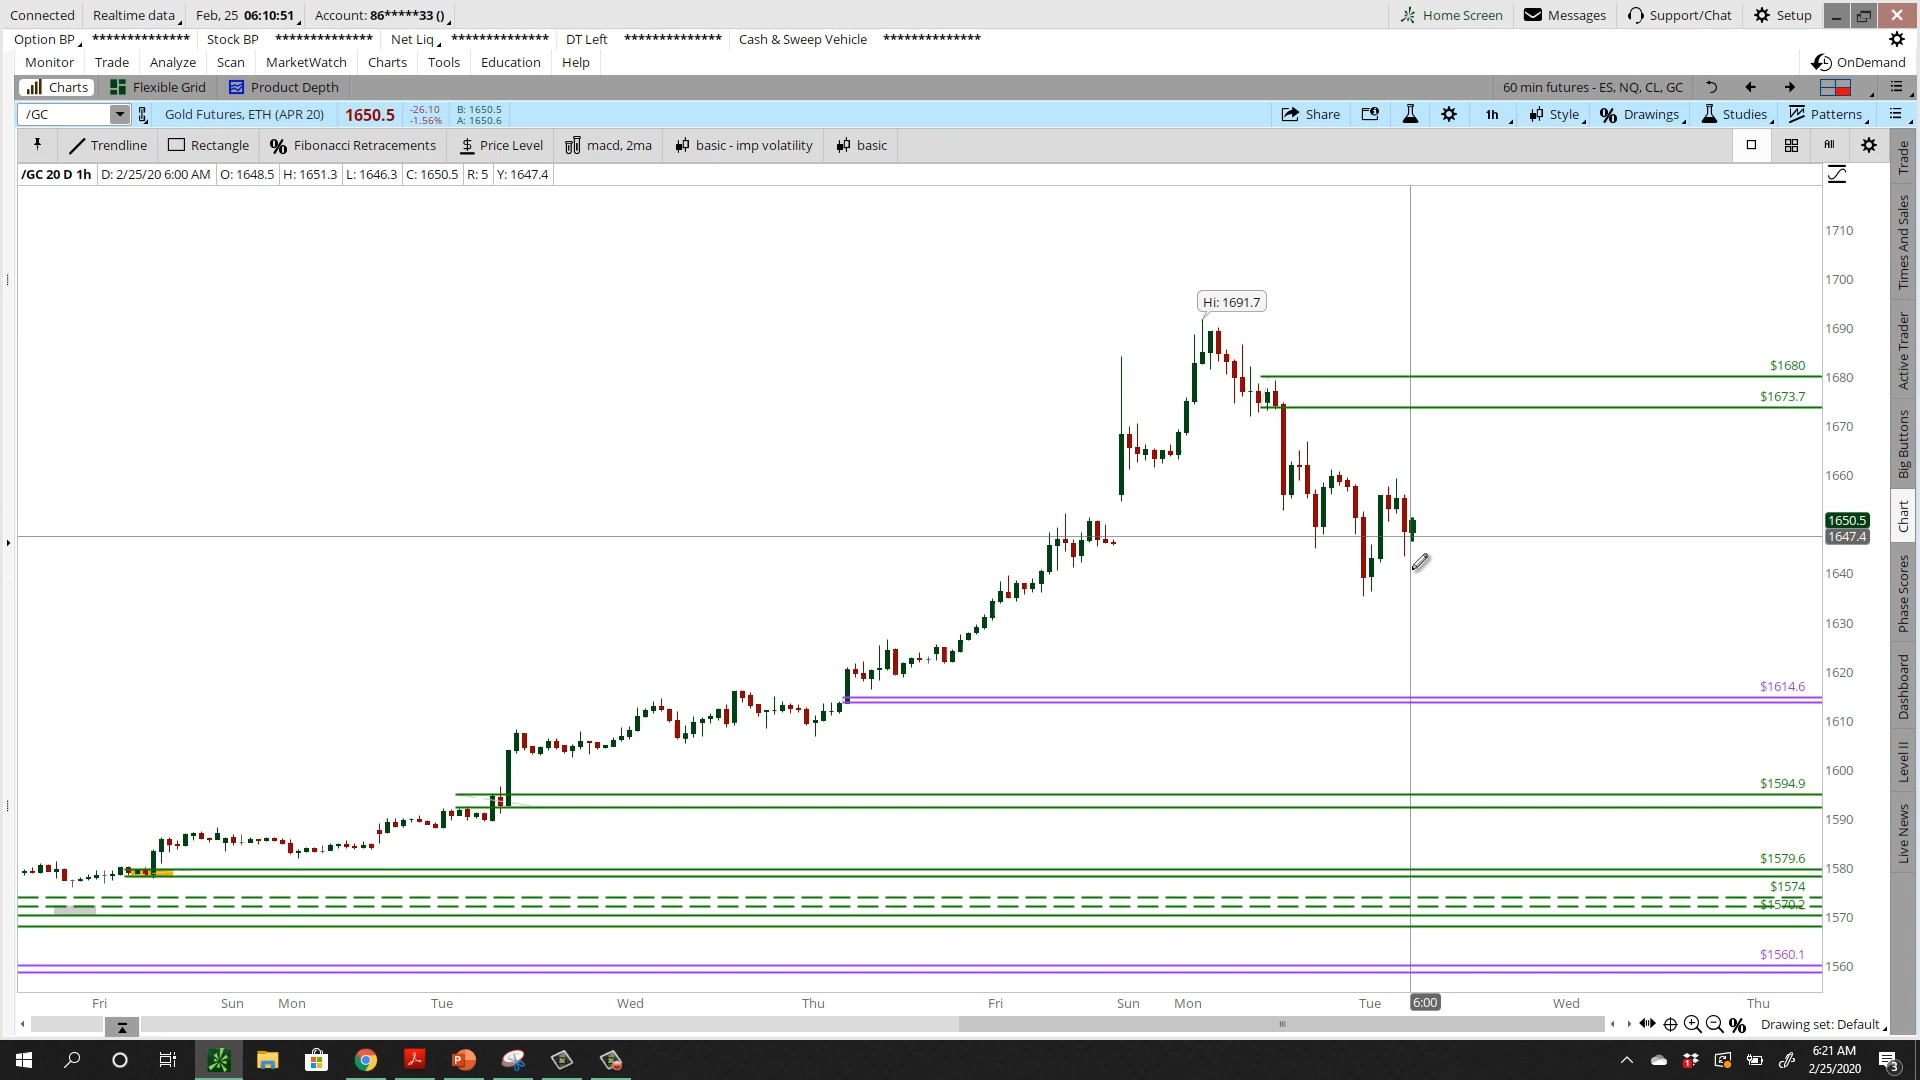 Connected Realtime data Feb, 25 06:10:51 Account: 86*****33 () Home Screen Messages Support/Chat Setup
Option BP ************** Stock BP ************** Net Liq ************** DT Left ************** Cash & Sweep Vehicle **************
Monitor Trade Analyze Scan MarketWatch Charts Tools Education Help OnDemand
Charts Flexible Grid Product Depth 60 min futures - ES, NQ, CL, GC
/GC Gold Futures, ETH (APR 20) 1650.5 -26.10 B: 1650.5 Share 1h Style Drawings Studies Patterns
-1.56% A: 1650.6
Trendline Rectangle Fibonacci Retracements Price Level macd, 2ma basic - imp volatility basic All
/GC 20 D 1h D: 2/25/20 6:00 AM O: 1648.5 H: 1651.3 L: 1646.3 C: 1650.5 R: 5 Y: 1647.4
1710
1700
Hi: 1691.7
1690
$1680
1680
$1673.7
1670
1660
1650.5
1647.4
1640
1630
1620
$1614.6
1610
1600
$1594.9
1590
$1579.6
1580
$1574
$1570.2
1570
$1560.1
1560
Fri Sun Mon Tue Wed Thu Fri Sun Mon Tue 6:00 Wed Thu
Drawing set: Default
Trade
Times And Sales
Active Trader
Big Buttons
Chart
Phase Scores
Dashboard
Level II
Live News
6:21 AM
2/25/2020
3